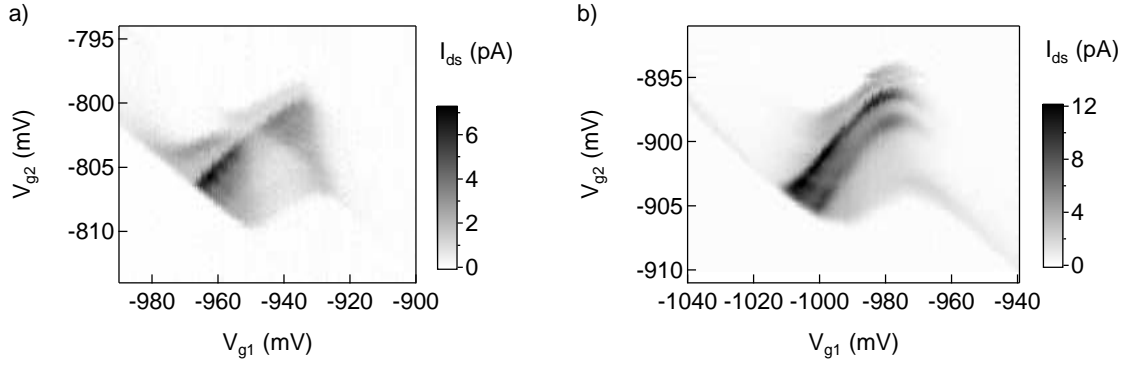 a)
I_ds (pA)
-795
-800
-805
-810
V_g2 (mV)
6
4
2
0
-980 -960 -940 -920 -900
V_g1 (mV)
b)
I_ds (pA)
-895
-900
-905
-910
V_g2 (mV)
12
8
4
0
-1040 -1020 -1000 -980 -960 -940
V_g1 (mV)